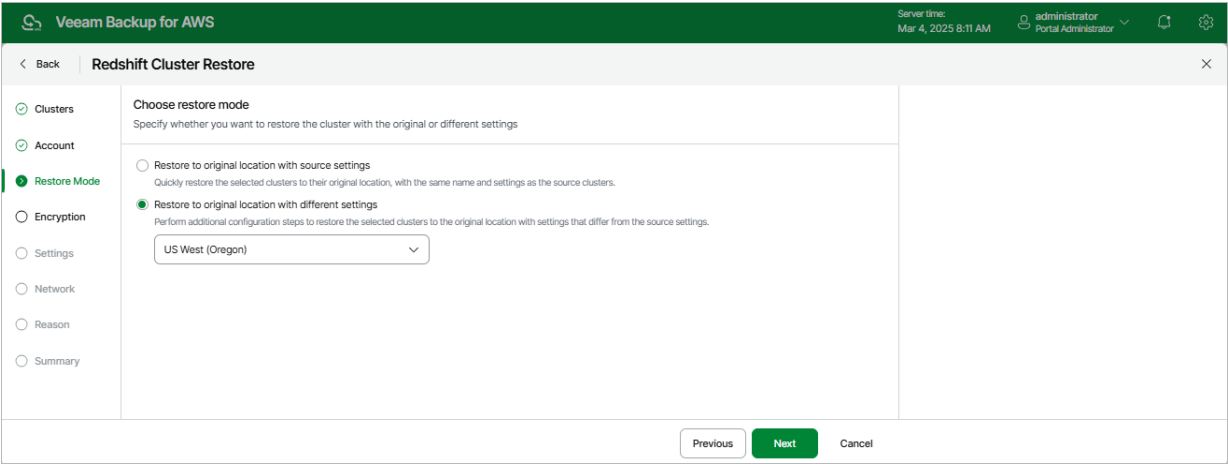 Veeam Backup for AWS
Server time:
Mar 4, 2025 8:11 AM
administrator
Portal Administrator
Back
Redshift Cluster Restore
Clusters
Account
Restore Mode
Encryption
Settings
Network
Reason
Summary
Choose restore mode
Specify whether you want to restore the cluster with the original or different settings
Restore to original location with source settings
Quickly restore the selected clusters to their original location, with the same name and settings as the source clusters.
Restore to original location with different settings
Perform additional configuration steps to restore the selected clusters to the original location with settings that differ from the source settings.
US West (Oregon)
Previous
Next
Cancel